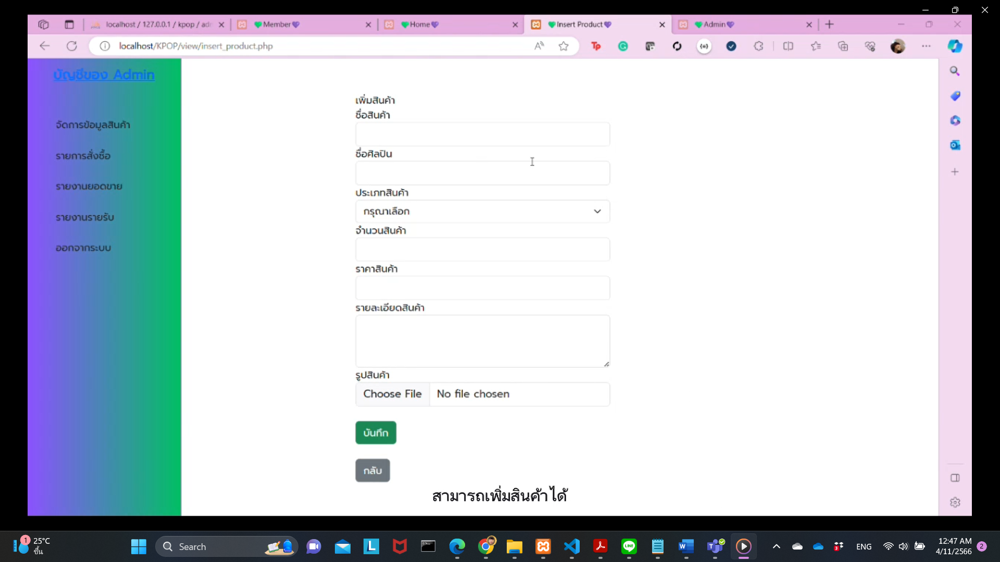 localhost / 127.0.0.1 / kpop / adr
💚Member💜
💚Home💜
💚Insert Product💜
💚Admin💜
localhost/KPOP/view/insert_product.php
บัญชีของ Admin
จัดการข้อมูลสินค้า
รายการสั่งซื้อ
รายงานยอดขาย
รายงานรายรับ
ออกจากระบบ
เพิ่มสินค้า
ชื่อสินค้า
ชื่อศิลปิน
ประเภทสินค้า
กรุณาเลือก
จำนวนสินค้า
ราคาสินค้า
รายละเอียดสินค้า
รูปสินค้า
Choose File No file chosen
บันทึก
กลับ
สามารถเพิ่มสินค้าได้
1
25°C
ชื้น
Search
ENG
12:47 AM
4/11/2566
2